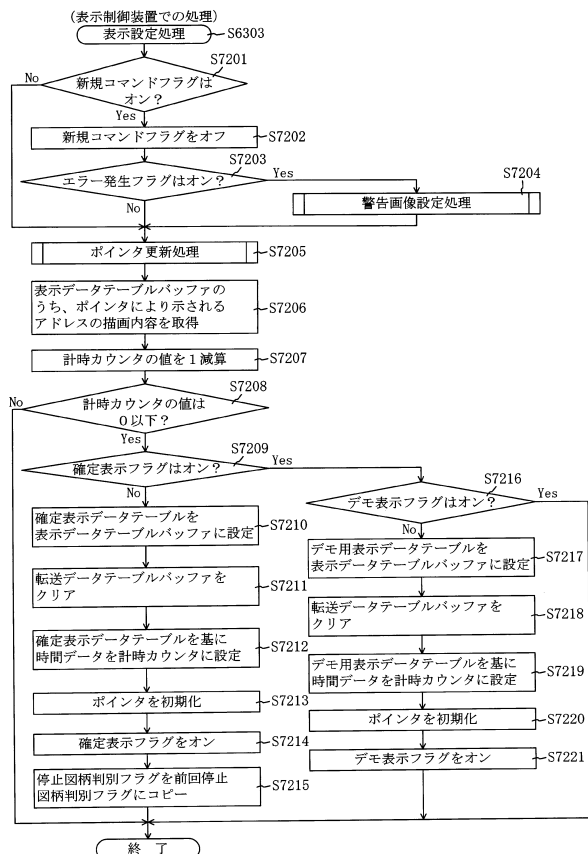 (表示制御装置での処理)
表示設定処理
S6303
S7201
新規コマンドフラグは
オン？
No
Yes
新規コマンドフラグをオフ
S7202
S7203
エラー発生フラグはオン？
Yes
No
S7204
警告画像設定処理
ポインタ更新処理
S7205
表示データテーブルバッファの
うち、ポインタにより示される
アドレスの描画内容を取得
S7206
計時カウンタの値を１減算
S7207
S7208
計時カウンタの値は
０以下？
No
Yes
S7209
確定表示フラグはオン？
Yes
No
確定表示データテーブルを
表示データテーブルバッファに設定
S7210
転送データテーブルバッファを
クリア
S7211
確定表示データテーブルを基に
時間データを計時カウンタに設定
S7212
ポインタを初期化
S7213
確定表示フラグをオン
S7214
停止図柄判別フラグを前回停止
図柄判別フラグにコピー
S7215
S7216
デモ表示フラグはオン？
Yes
No
デモ用表示データテーブルを
表示データテーブルバッファに設定
S7217
転送データテーブルバッファを
クリア
S7218
デモ用表示データテーブルを基に
時間データを計時カウンタに設定
S7219
ポインタを初期化
S7220
デモ表示フラグをオン
S7221
終 了